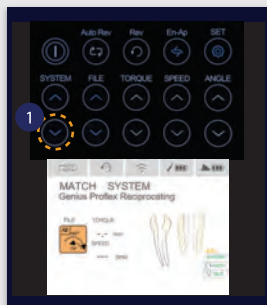 Auto Rev Rev En-Ap SET
SYSTEM FILE TORQUE SPEED ANGLE
1
MATCH SYSTEM
Genius Proflex Reciprocating
FILE TORQUE
SPEED